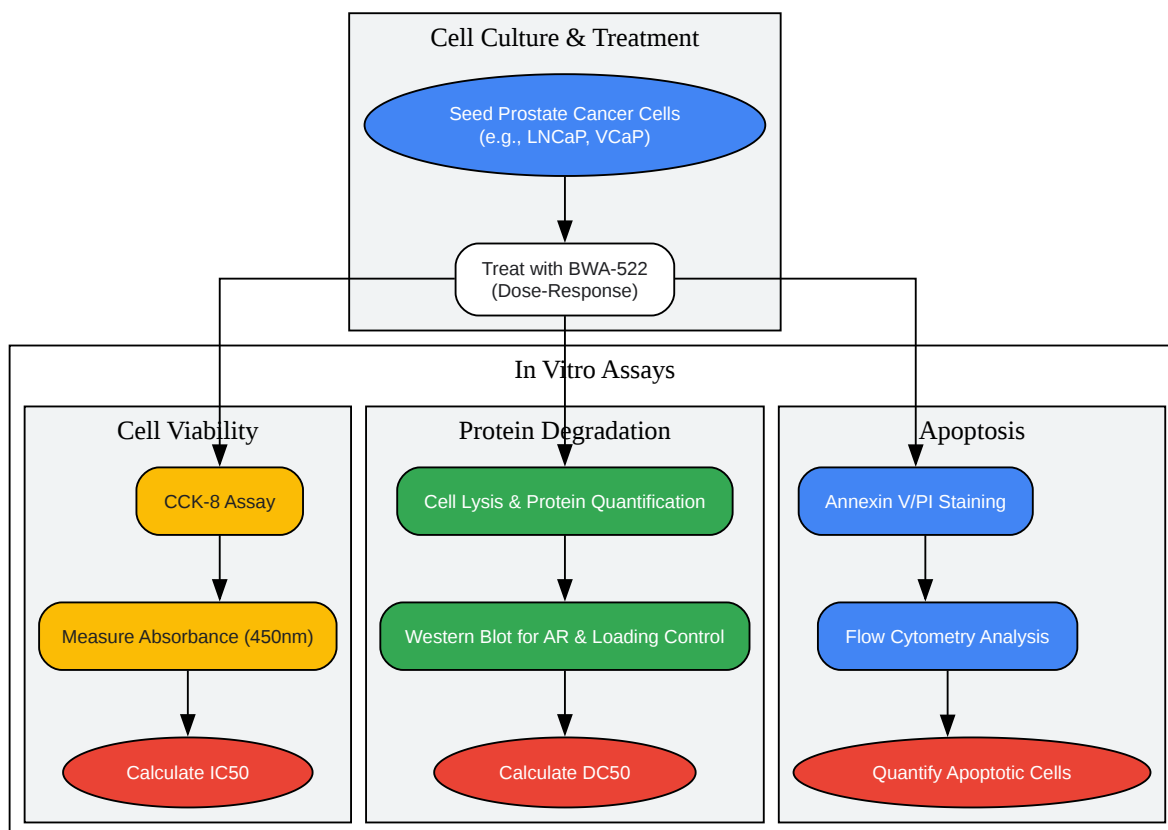 Cell Culture & Treatment
Seed Prostate Cancer Cells
(e.g., LNCaP, VCaP)
Treat with BWA-522
(Dose-Response)
In Vitro Assays
Cell Viability
CCK-8 Assay
Measure Absorbance (450nm)
Calculate IC50
Protein Degradation
Cell Lysis & Protein Quantification
Western Blot for AR & Loading Control
Calculate DC50
Apoptosis
Annexin V/PI Staining
Flow Cytometry Analysis
Quantify Apoptotic Cells